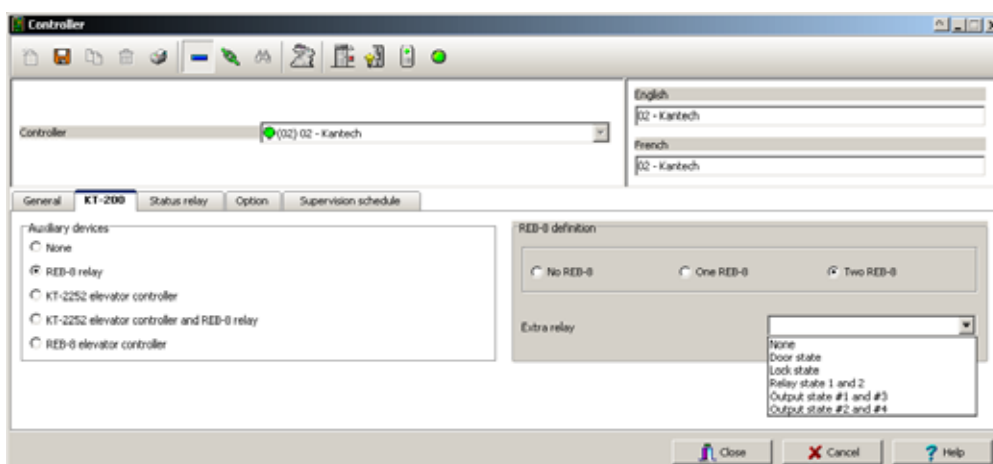 Controller
English
02 - Kantech
Controller
(02) 02 - Kantech
French
02 - Kantech
General
KT-200
Status relay
Option
Supervision schedule
Auxiliary devices
None
REB-8 relay
KT-2252 elevator controller
KT-2252 elevator controller and REB-8 relay
REB-8 elevator controller
REB-8 definition
No REB-8
One REB-8
Two REB-8
Extra relay
None
Door state
Lock state
Relay state 1 and 2
Output state #1 and #3
Output state #2 and #4
Close
Cancel
Help